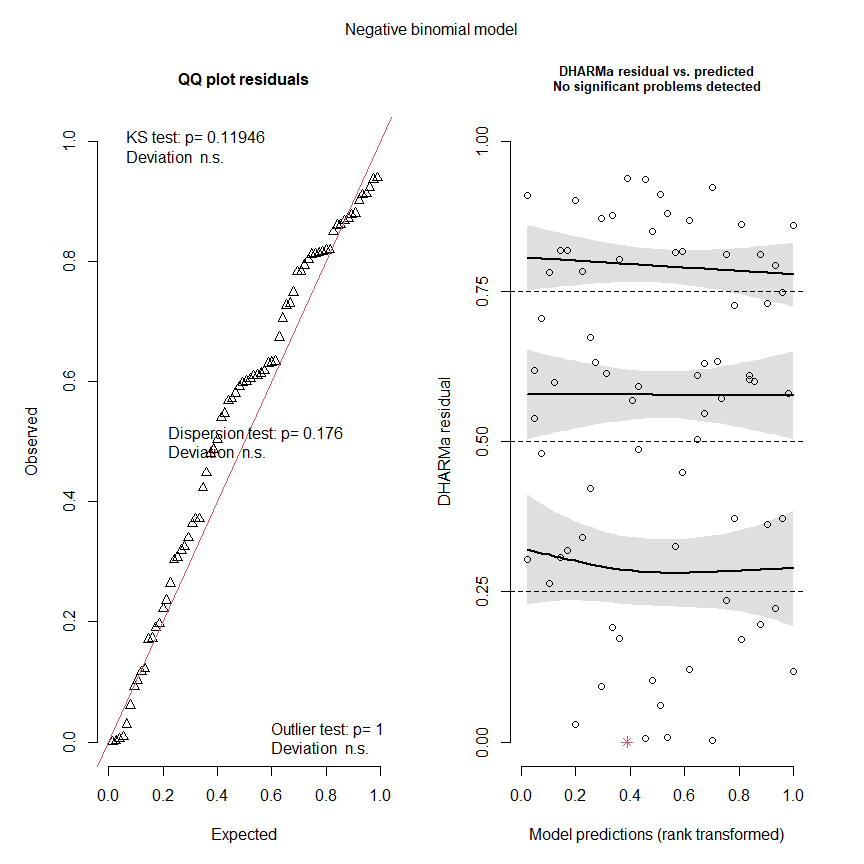 Negative binomial model
QQ plot residuals
KS test: p= 0.11946
Deviation n.s.
Dispersion test: p= 0.176
Deviation n.s.
Outlier test: p= 1
Deviation n.s.
Observed
0.0
0.2
0.4
0.6
0.8
1.0
0.0 0.2 0.4 0.6 0.8 1.0
Expected
DHARMa residual vs. predicted
No significant problems detected
DHARMa residual
0.00
0.25
0.50
0.75
1.00
0.0 0.2 0.4 0.6 0.8 1.0
Model predictions (rank transformed)